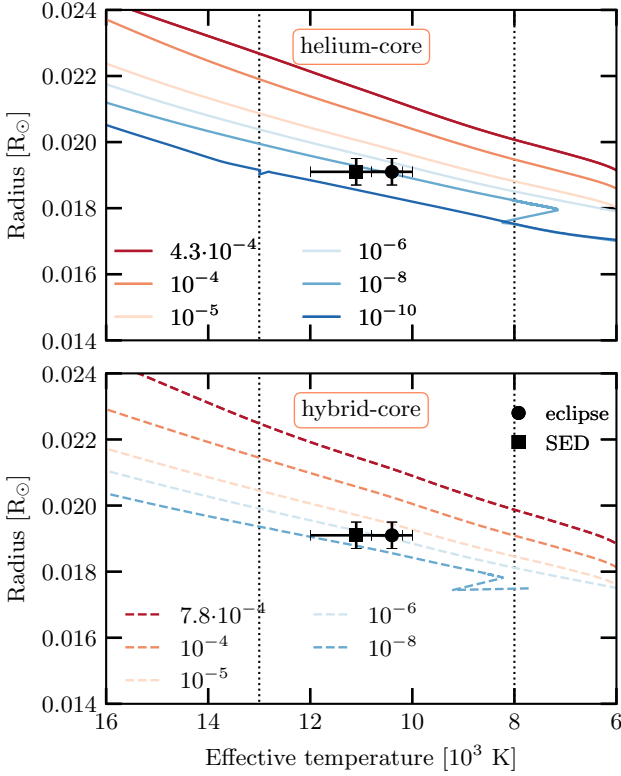 0.024
0.022
0.020
0.018
0.016
0.014
Radius [R⊙]
helium-core
4.3·10⁻⁴
10⁻⁴
10⁻⁵
10⁻⁶
10⁻⁸
10⁻¹⁰
0.024
0.022
0.020
0.018
0.016
0.014
Radius [R⊙]
hybrid-core
eclipse
SED
7.8·10⁻⁴
10⁻⁴
10⁻⁵
10⁻⁶
10⁻⁸
16 14 12 10 8 6
Effective temperature [10³ K]